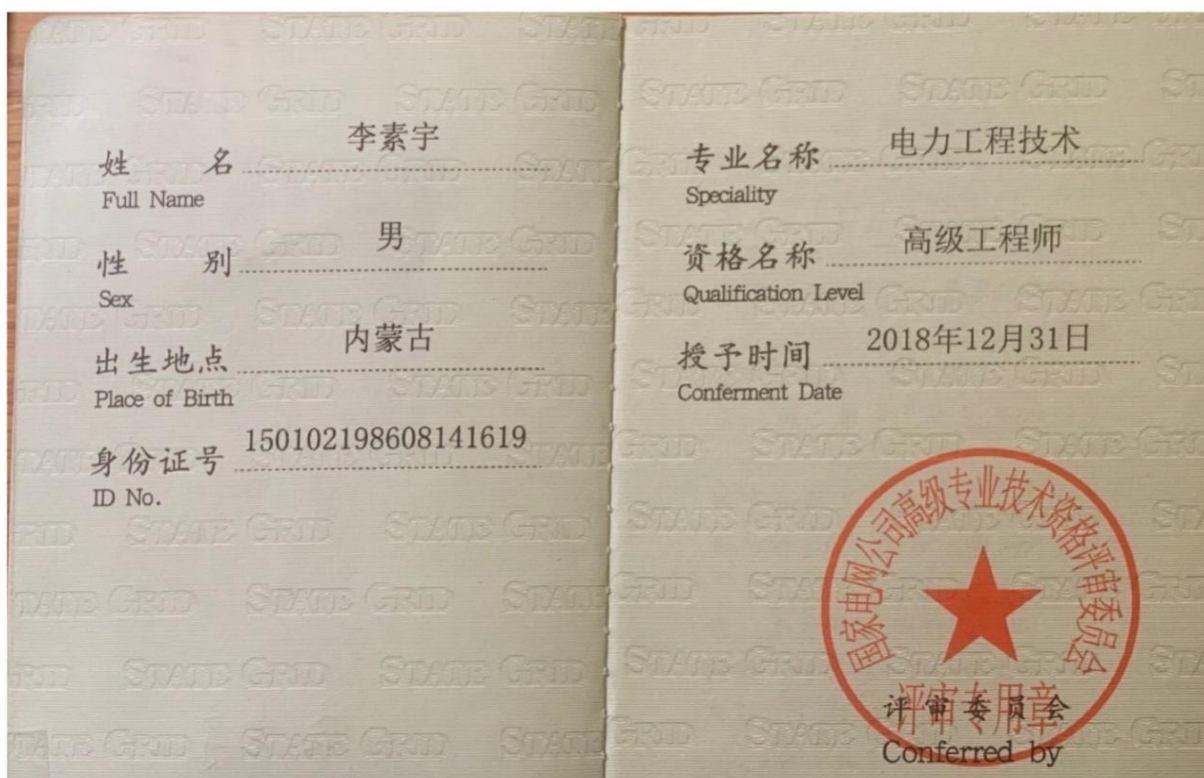 姓 名 李素宇
Full Name
性 别 男
Sex
出生地点 内蒙古
Place of Birth
身份证号 150102198608141619
ID No.
专业名称 电力工程技术
Speciality
资格名称 高级工程师
Qualification Level
授予时间 2018年12月31日
Conferment Date
国家电网公司高级专业技术资格评审委员会
评审专用章
评审委员会
Conferred by
STATE GRID